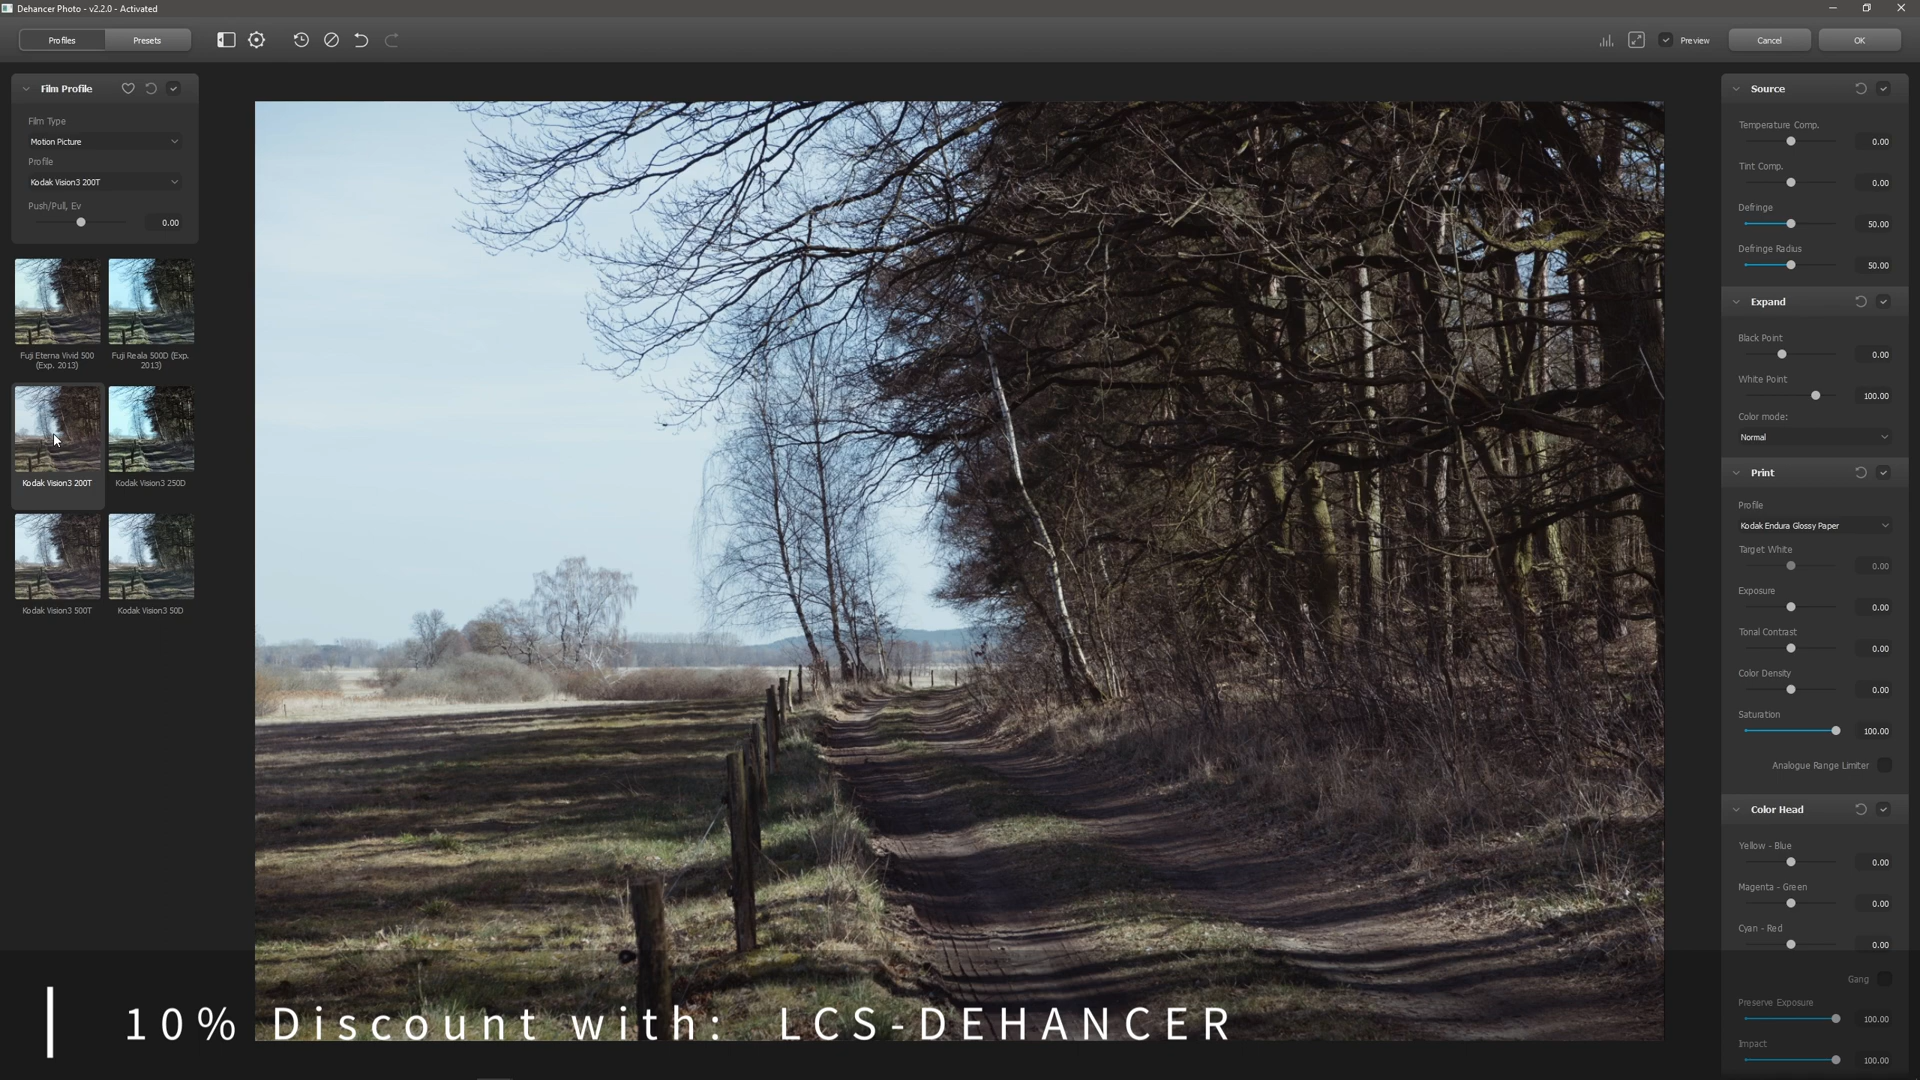 Dehancer Photo - v2.2.0 - Activated
Profiles
Presets
Preview
Cancel
OK
Film Profile
Film Type
Motion Picture
Profile
Kodak Vision3 200T
Push/Pull, Ev
0.00
Fuji Eterna Vivid 500 (Exp. 2013)
Fuji Reala 500D (Exp. 2013)
Kodak Vision3 200T
Kodak Vision3 250D
Kodak Vision3 500T
Kodak Vision3 50D
Source
Temperature Comp.
0.00
Tint Comp.
0.00
Defringe
50.00
Defringe Radius
50.00
Expand
Black Point
0.00
White Point
100.00
Color mode:
Normal
Print
Profile
Kodak Endura Glossy Paper
Target White
0.00
Exposure
0.00
Tonal Contrast
0.00
Color Density
0.00
Saturation
100.00
Analogue Range Limiter
Color Head
Yellow - Blue
0.00
Magenta - Green
0.00
Cyan - Red
0.00
Gang
Preserve Exposure
100.00
Impact
100.00
10% Discount with: LCS-DEHANCER